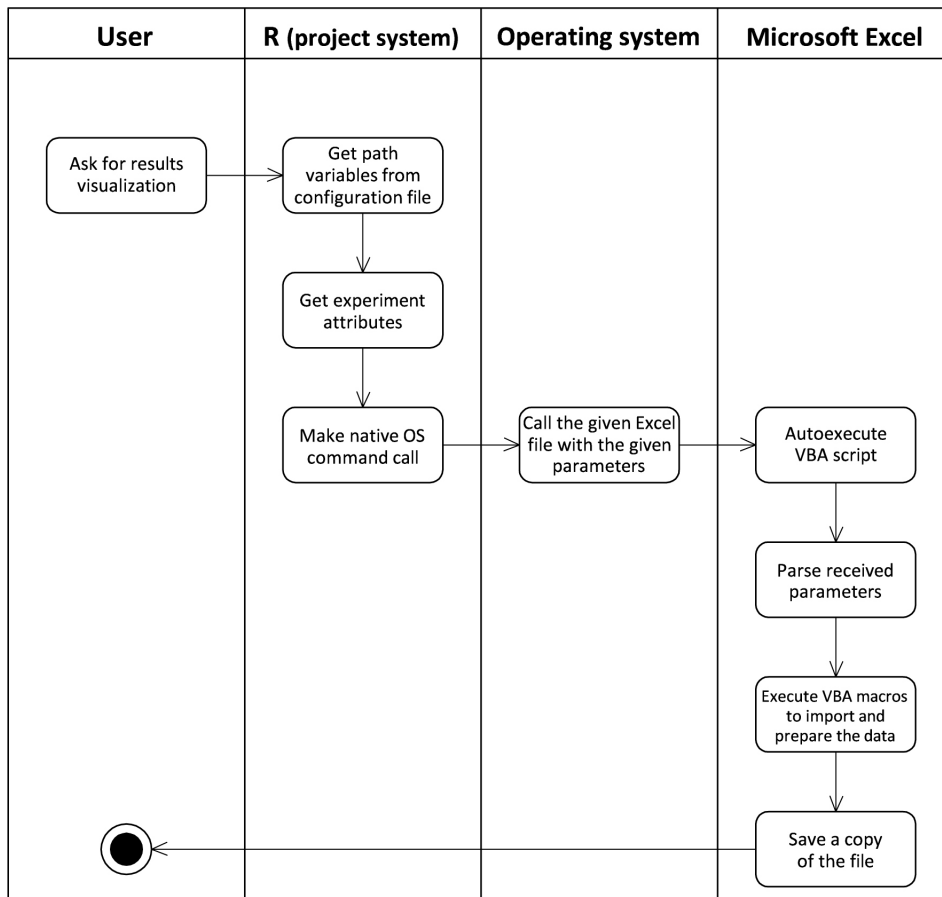 User
R (project system)
Operating system
Microsoft Excel
Ask for results
visualization
Get path
variables from
configuration file
Get experiment
attributes
Make native OS
command call
Call the given Excel
file with the given
parameters
Autoexecute
VBA script
Parse received
parameters
Execute VBA macros
to import and
prepare the data
Save a copy
of the file